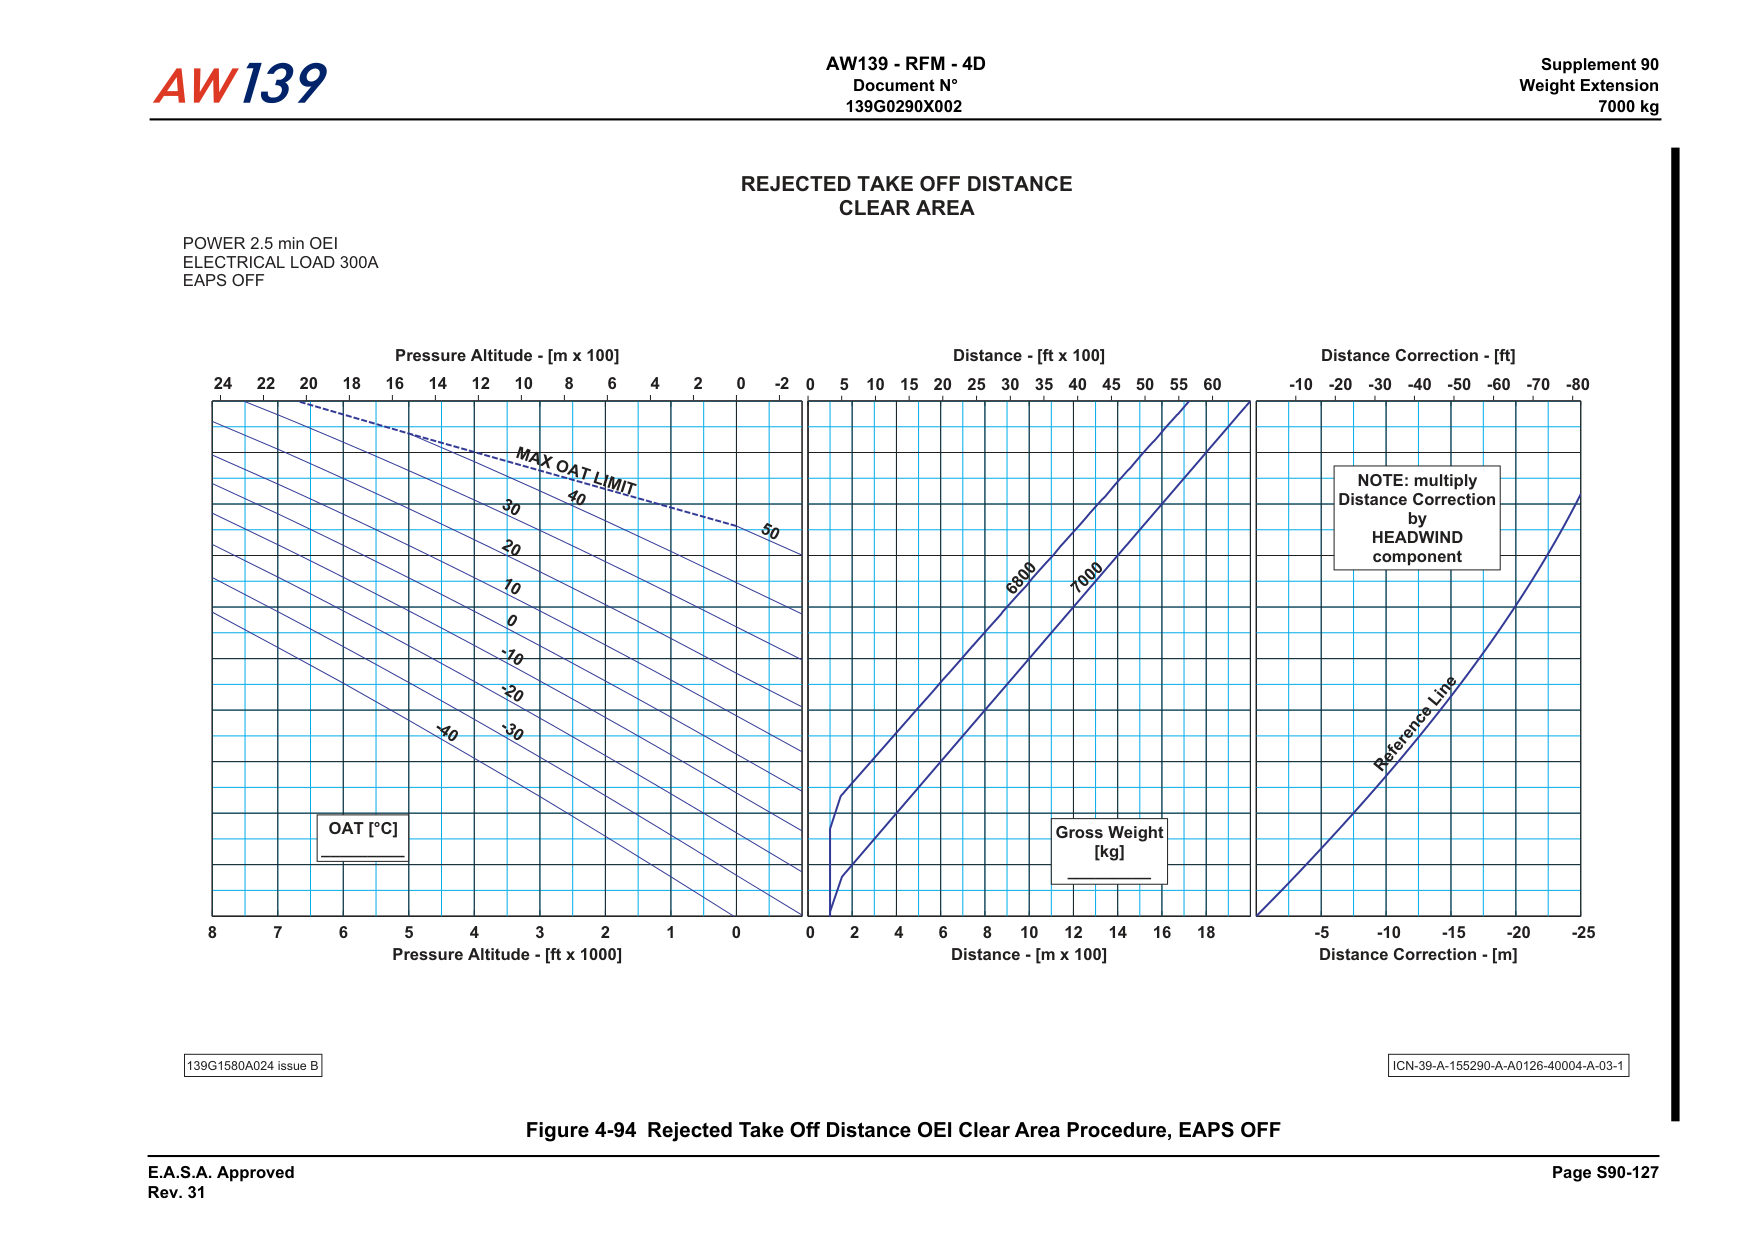 AW139
AW139 - RFM - 4D
Document N°
139G0290X002
Supplement 90
Weight Extension
7000 kg
REJECTED TAKE OFF DISTANCE
CLEAR AREA
POWER 2.5 min OEI
ELECTRICAL LOAD 300A
EAPS OFF
Pressure Altitude - [m x 100]
24 22 20 18 16 14 12 10 8 6 4 2 0 -2
MAX OAT LIMIT
50
40
30
20
10
0
-10
-20
-30
-40
OAT [°C]
8 7 6 5 4 3 2 1 0
Pressure Altitude - [ft x 1000]
Distance - [ft x 100]
0 5 10 15 20 25 30 35 40 45 50 55 60
6800
7000
Gross Weight
[kg]
0 2 4 6 8 10 12 14 16 18
Distance - [m x 100]
Distance Correction - [ft]
-10 -20 -30 -40 -50 -60 -70 -80
NOTE: multiply
Distance Correction
by
HEADWIND
component
Reference Line
-5 -10 -15 -20 -25
Distance Correction - [m]
139G1580A024 issue B
ICN-39-A-155290-A-A0126-40004-A-03-1
Figure 4-94 Rejected Take Off Distance OEI Clear Area Procedure, EAPS OFF
E.A.S.A. Approved
Rev. 31
Page S90-127